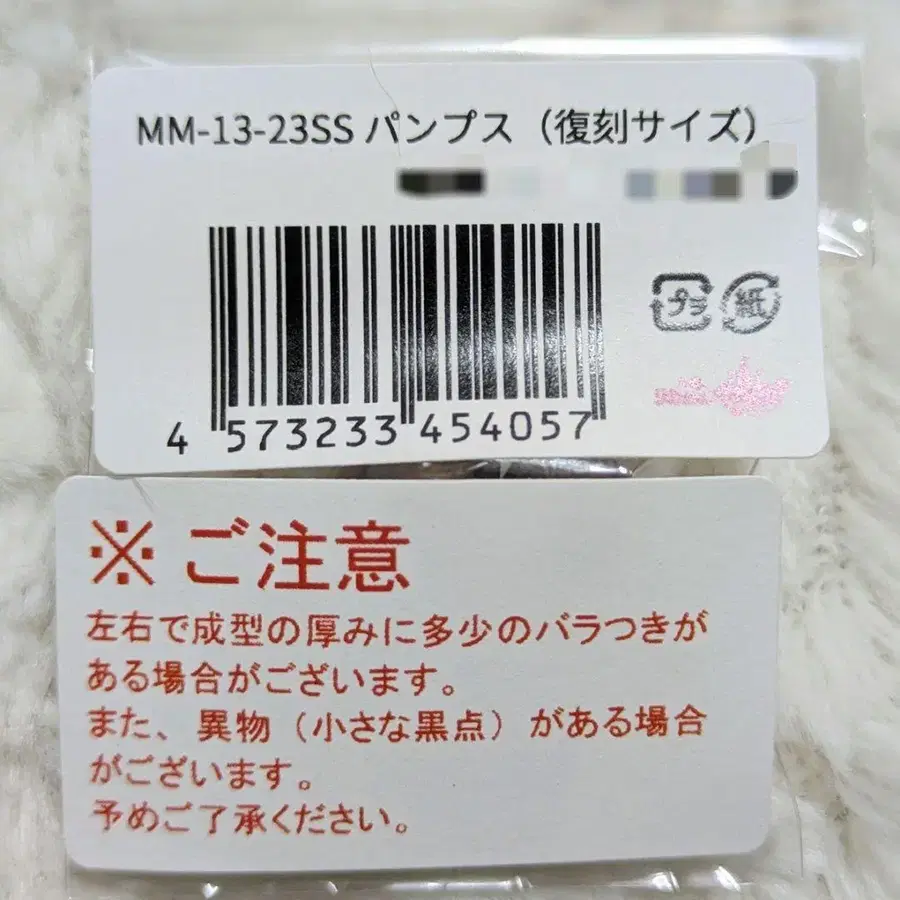 MM-13-23SS パンプス（復刻サイズ）
プラ
紙
4 573233 454057
※ご注意
左右で成型の厚みに多少のバラつきが
ある場合がございます。
また、異物（小さな黒点）がある場合
がございます。
予めご了承ください。